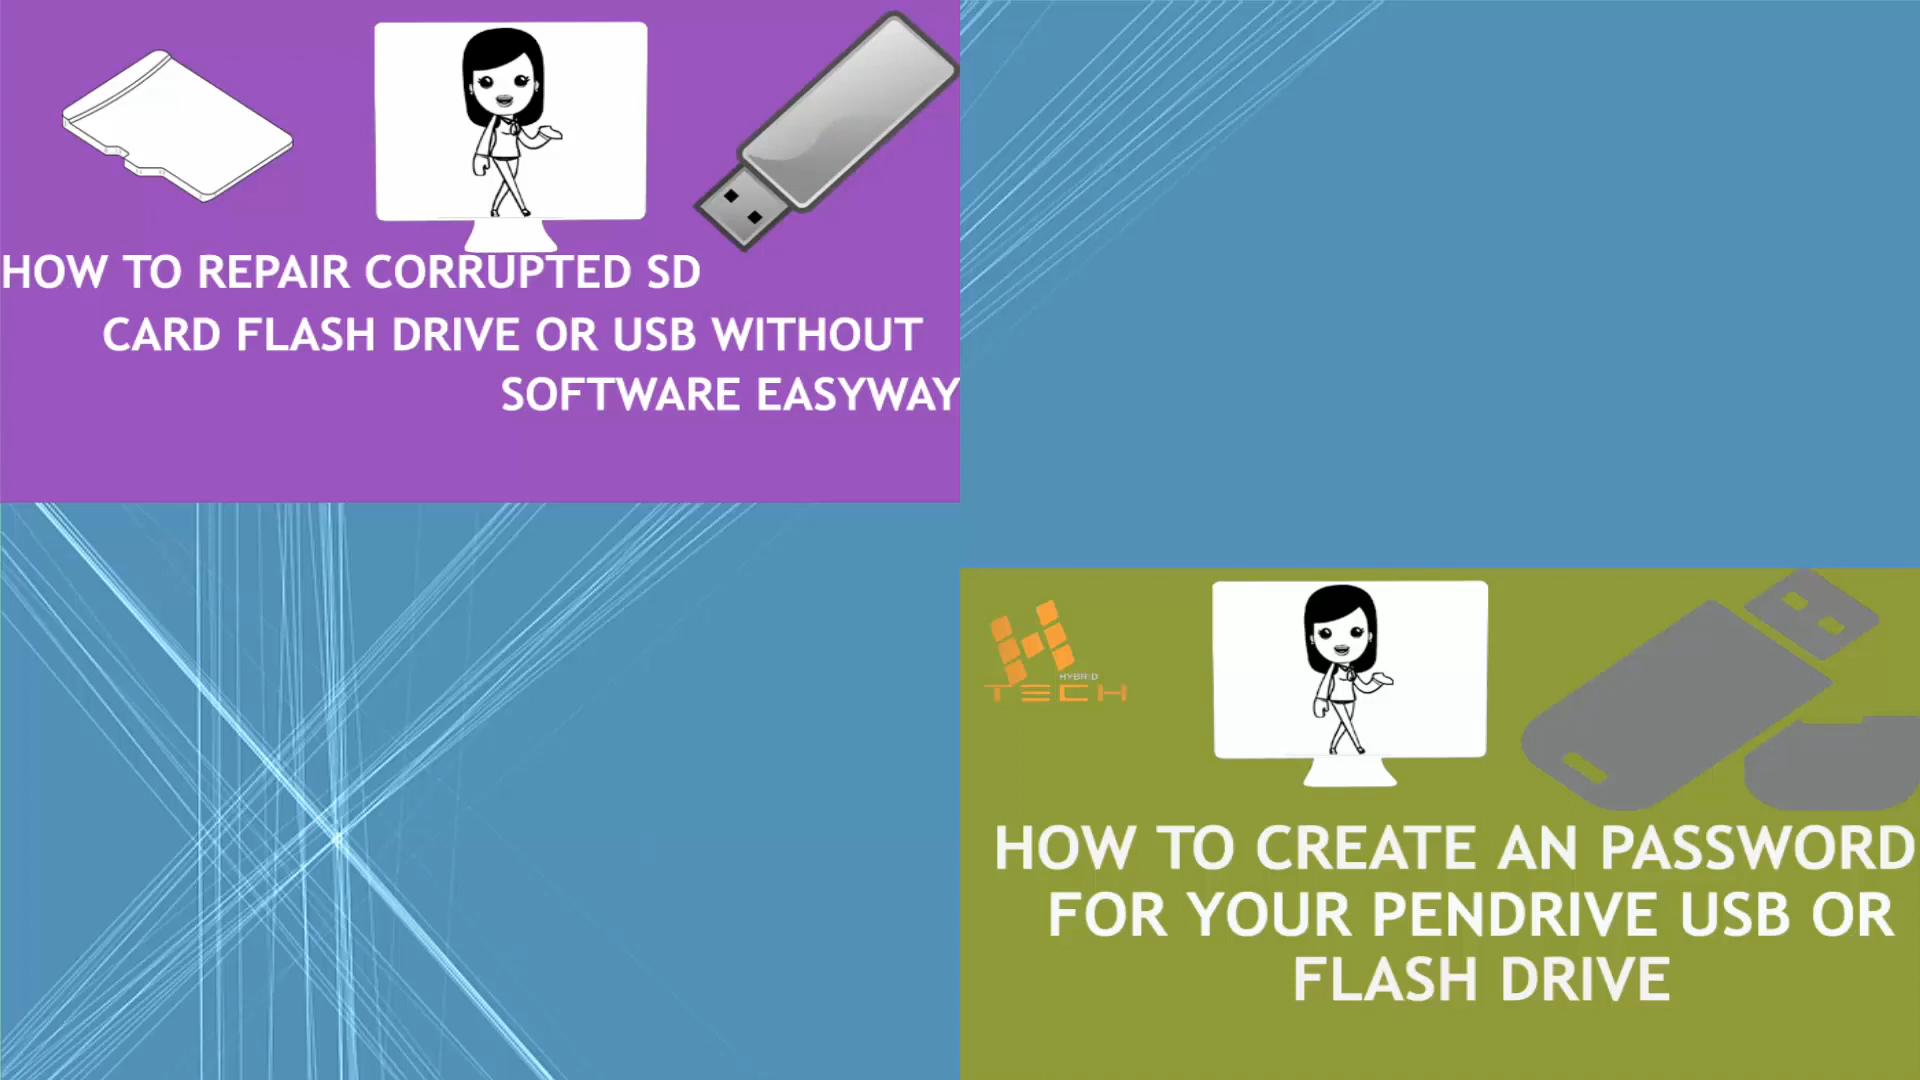 HOW TO REPAIR CORRUPTED SD
CARD FLASH DRIVE OR USB WITHOUT
SOFTWARE EASYWAY
HYBRID
TECH
HOW TO CREATE AN PASSWORD
FOR YOUR PENDRIVE USB OR
FLASH DRIVE